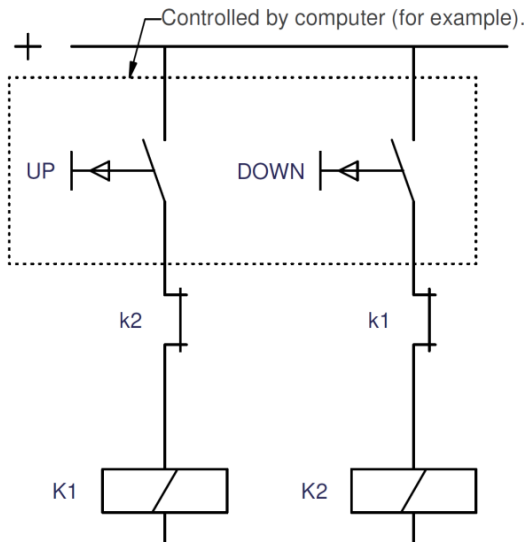 Controlled by computer (for example).
+
UP
DOWN
k2
k1
K1
K2